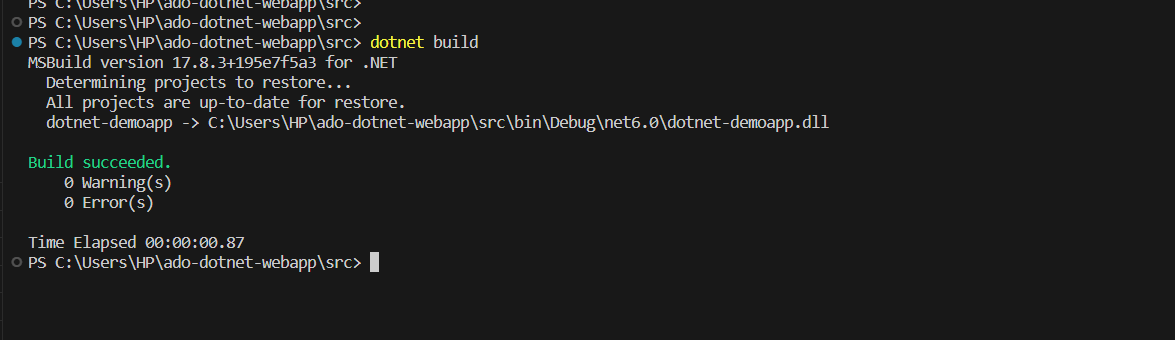 PS C:\Users\HP\ado-dotnet-webapp\src>
PS C:\Users\HP\ado-dotnet-webapp\src>
PS C:\Users\HP\ado-dotnet-webapp\src> dotnet build
MSBuild version 17.8.3+195e7f5a3 for .NET
  Determining projects to restore...
  All projects are up-to-date for restore.
  dotnet-demoapp -> C:\Users\HP\ado-dotnet-webapp\src\bin\Debug\net6.0\dotnet-demoapp.dll
Build succeeded.
    0 Warning(s)
    0 Error(s)
Time Elapsed 00:00:00.87
PS C:\Users\HP\ado-dotnet-webapp\src>